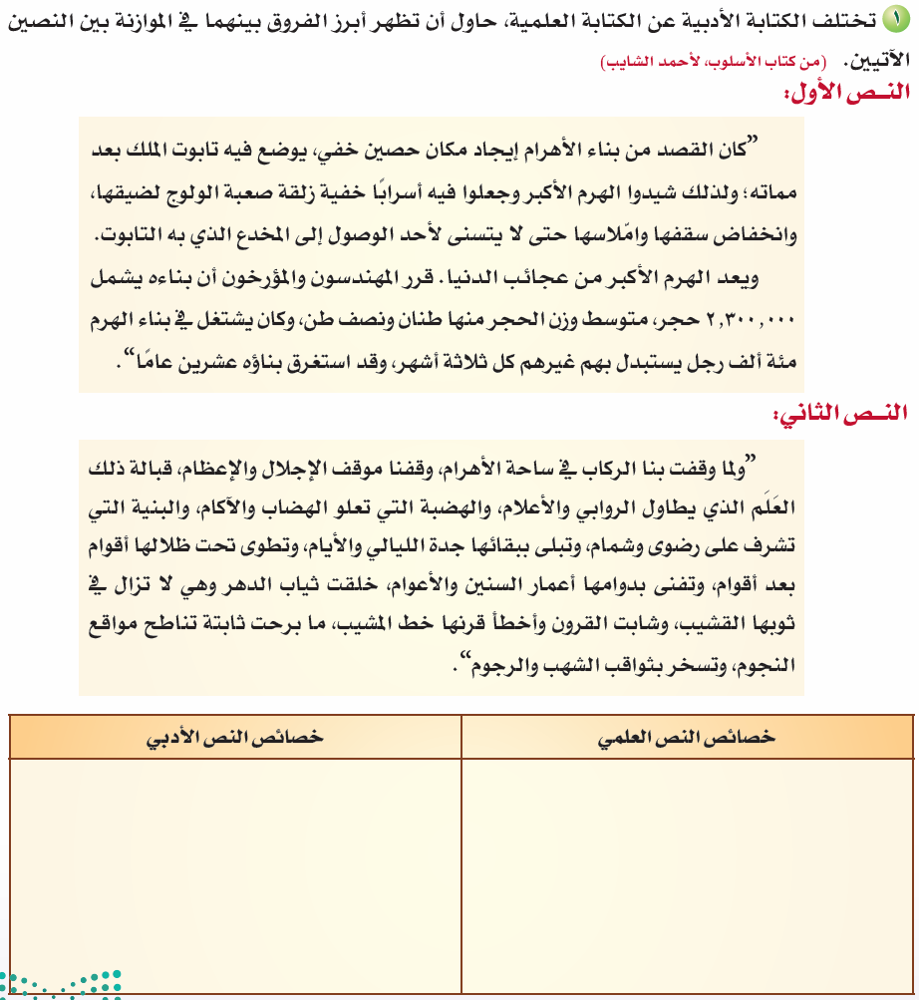 ١ تختلف الكتابة الأدبية عن الكتابة العلمية، حاول أن تظهر أبرز الفروق بينهما في الموازنة بين النصين
الآتيين. (من كتاب الأسلوب، لأحمد الشايب)
النــص الأول:
”كان القصد من بناء الأهرام إيجاد مكان حصين خفي، يوضع فيه تابوت الملك بعد
مماته؛ ولذلك شيدوا الهرم الأكبر وجعلوا فيه أسرابًا خفية زلقة صعبة الولوج لضيقها،
وانخفاض سقفها وامّلاسها حتى لا يتسنى لأحد الوصول إلى المخدع الذي به التابوت.
ويعد الهرم الأكبر من عجائب الدنيا. قرر المهندسون والمؤرخون أن بناءه يشمل
٢,٣٠٠,٠٠٠ حجر، متوسط وزن الحجر منها طنان ونصف طن، وكان يشتغل في بناء الهرم
مئة ألف رجل يستبدل بهم غيرهم كل ثلاثة أشهر، وقد استغرق بناؤه عشرين عامًا“.
النــص الثاني:
”ولما وقفت بنا الركاب في ساحة الأهرام، وقفنا موقف الإجلال والإعظام، قبالة ذلك
العَلَم الذي يطاول الروابي والأعلام، والهضبة التي تعلو الهضاب والآكام، والبنية التي
تشرف على رضوى وشمام، وتبلى ببقائها جدة الليالي والأيام، وتطوى تحت ظلالها أقوام
بعد أقوام، وتفنى بدوامها أعمار السنين والأعوام، خلقت ثياب الدهر وهي لا تزال في
ثوبها القشيب، وشابت القرون وأخطأ قرنها خط المشيب، ما برحت ثابتة تناطح مواقع
النجوم، وتسخر بثواقب الشهب والرجوم“.
خصائص النص العلمي
خصائص النص الأدبي